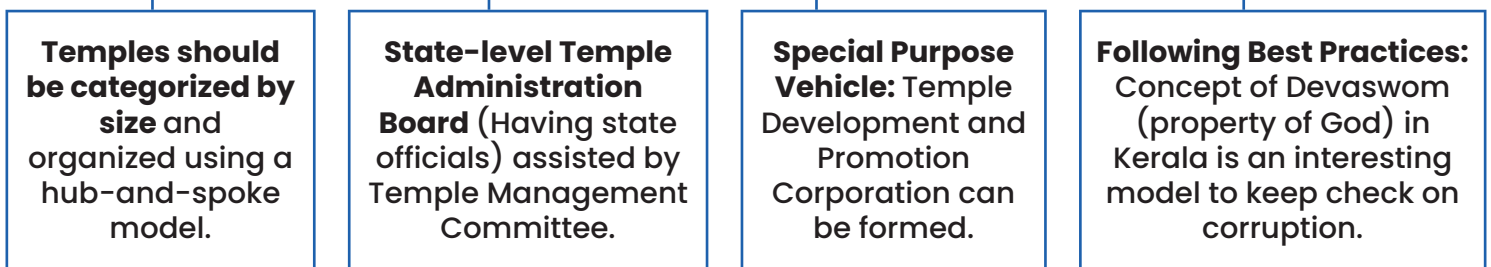 Temples should
be categorized by
size and
organized using a
hub-and-spoke
model.
State-level Temple
Administration
Board (Having state
officials) assisted by
Temple Management
Committee.
Special Purpose
Vehicle: Temple
Development and
Promotion
Corporation can
be formed.
Following Best Practices:
Concept of Devaswom
(property of God) in
Kerala is an interesting
model to keep check on
corruption.